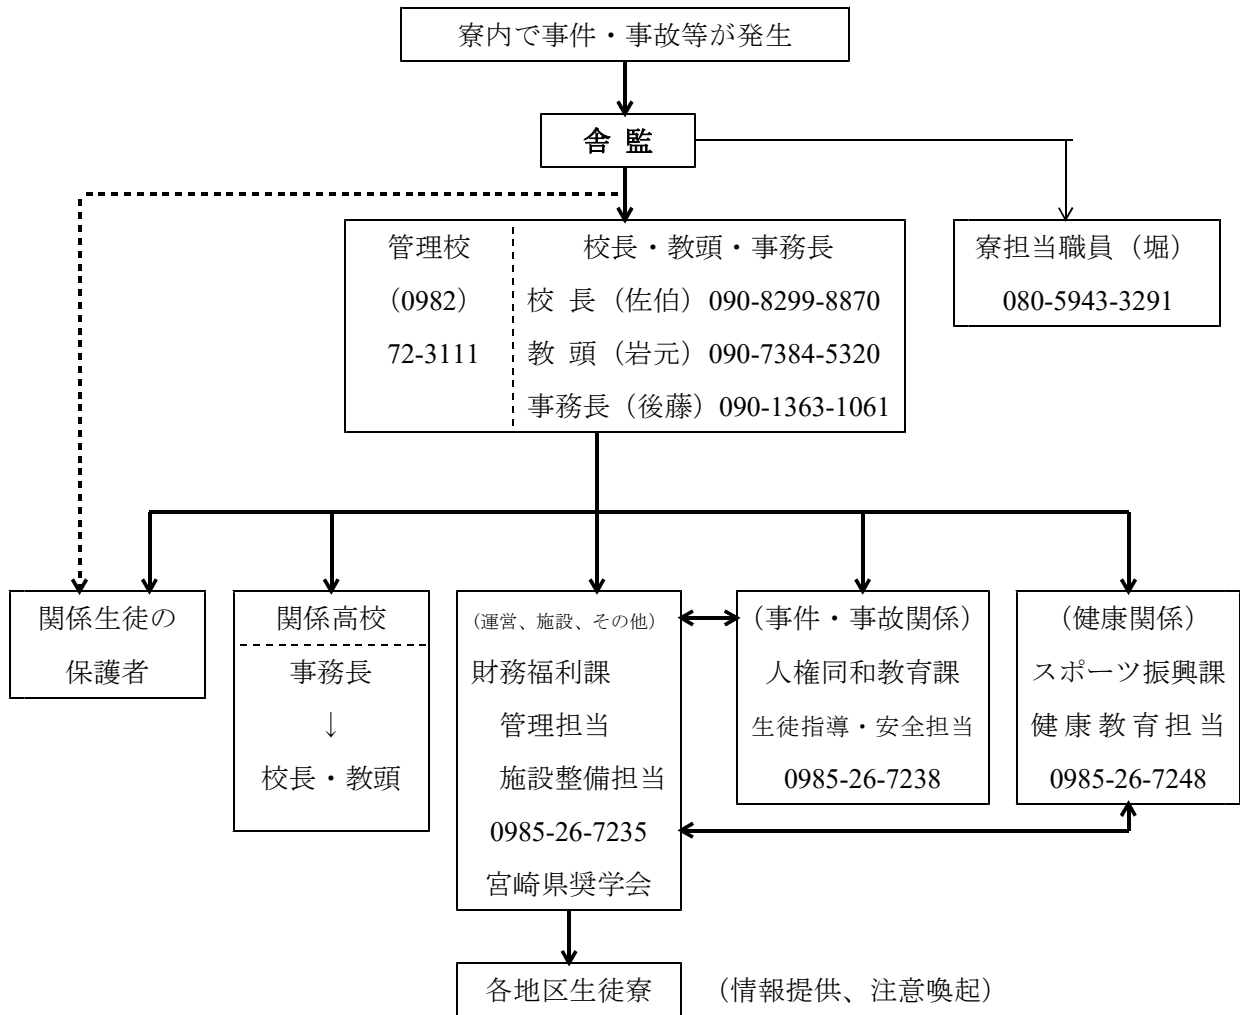 寮内で事件・事故等が発生
舎 監
管理校
(0982)
72-3111
校長・教頭・事務長
校 長（佐伯）090-8299-8870
教 頭（岩元）090-7384-5320
事務長（後藤）090-1363-1061
寮担当職員（堀）
080-5943-3291
関係生徒の
保護者
関係高校
事務長
↓
校長・教頭
（運営、施設、その他）
財務福利課
管理担当
施設整備担当
0985-26-7235
宮崎県奨学会
（事件・事故関係）
人権同和教育課
生徒指導・安全担当
0985-26-7238
（健康関係）
スポーツ振興課
健康教育担当
0985-26-7248
各地区生徒寮 （情報提供、注意喚起）